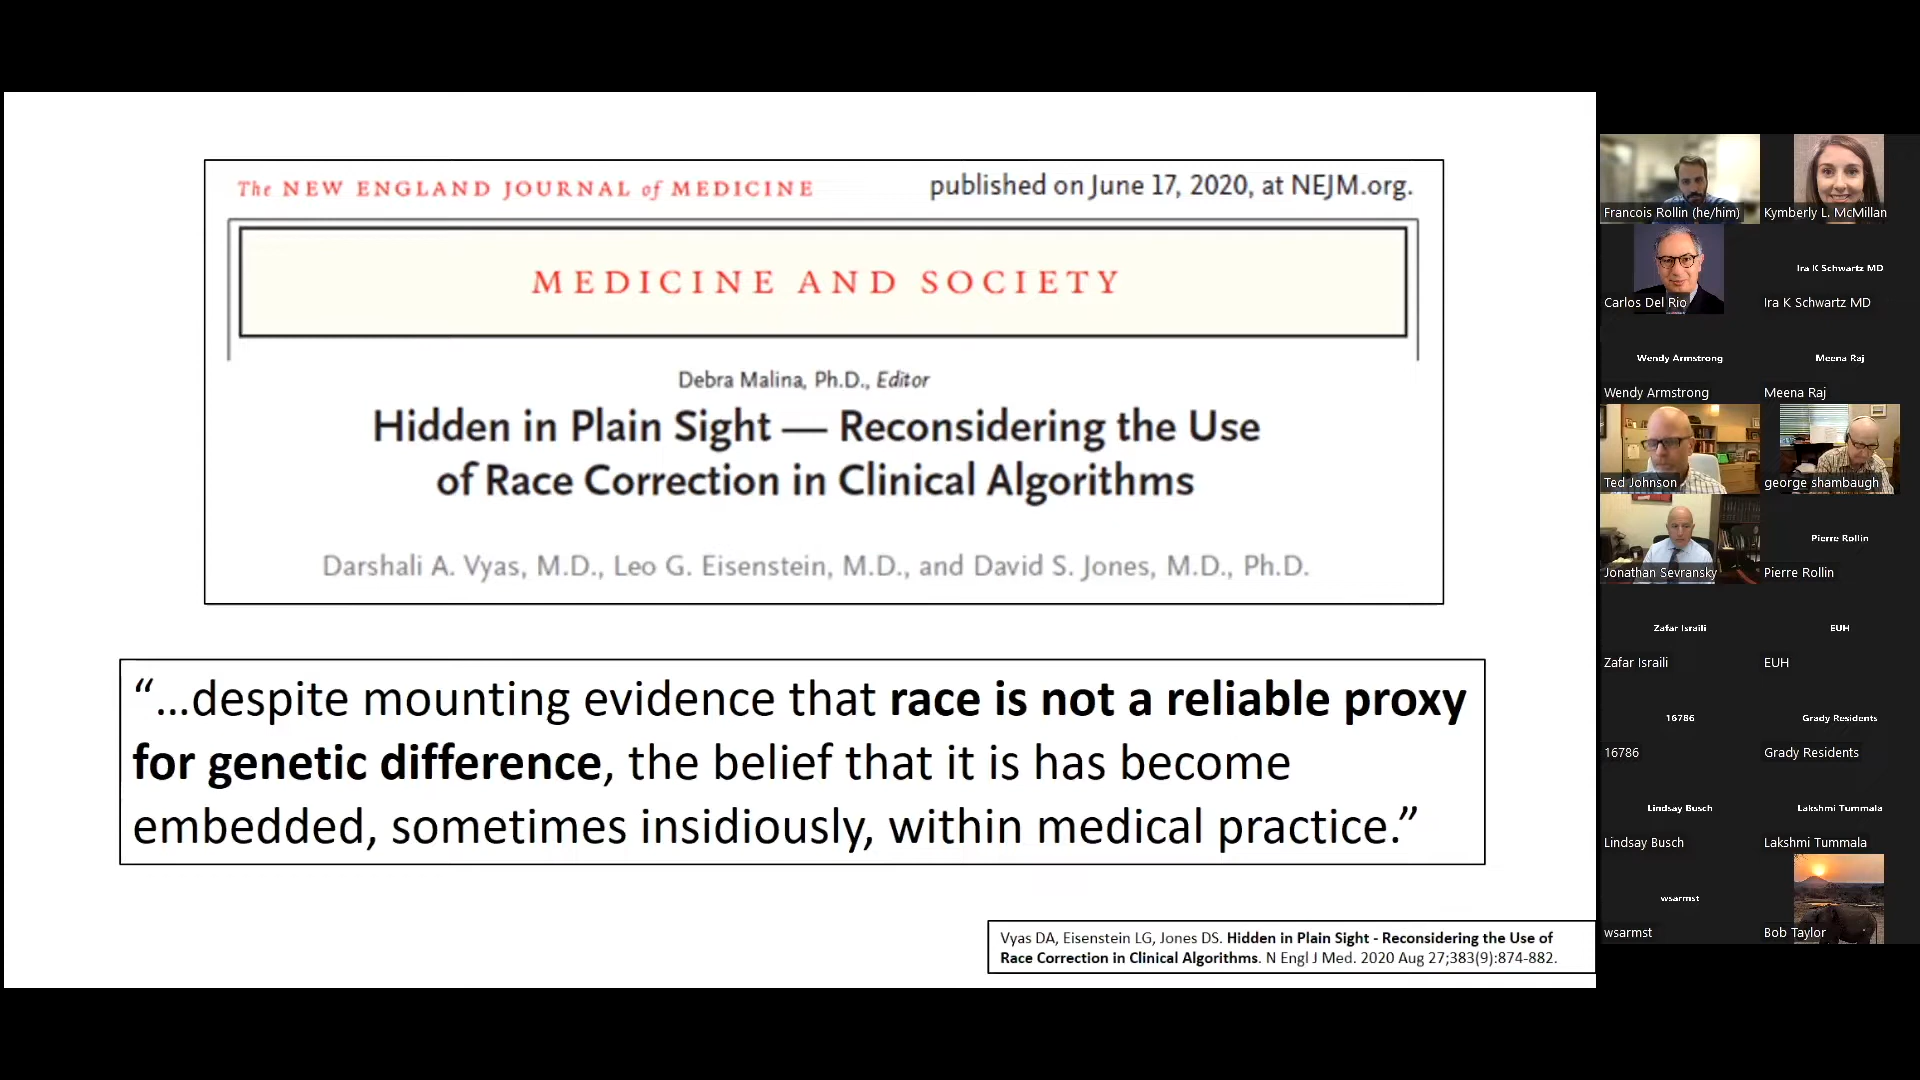 The NEW ENGLAND JOURNAL of MEDICINE
published on June 17, 2020, at NEJM.org.
MEDICINE AND SOCIETY
Debra Malina, Ph.D., Editor
Hidden in Plain Sight — Reconsidering the Use
of Race Correction in Clinical Algorithms
Darshali A. Vyas, M.D., Leo G. Eisenstein, M.D., and David S. Jones, M.D., Ph.D.
“...despite mounting evidence that race is not a reliable proxy
for genetic difference, the belief that it is has become
embedded, sometimes insidiously, within medical practice.”
Vyas DA, Eisenstein LG, Jones DS. Hidden in Plain Sight - Reconsidering the Use of
Race Correction in Clinical Algorithms. N Engl J Med. 2020 Aug 27;383(9):874-882.
Francois Rollin (he/him)
Kymberly L. McMillan
Carlos Del Rio
Ira K Schwartz MD
Ira K Schwartz MD
Wendy Armstrong
Wendy Armstrong
Meena Raj
Meena Raj
Ted Johnson
george shambaugh
Jonathan Sevransky
Pierre Rollin
Pierre Rollin
Zafar Israili
Zafar Israili
EUH
EUH
16786
16786
Grady Residents
Grady Residents
Lindsay Busch
Lindsay Busch
Lakshmi Tummala
Lakshmi Tummala
wsarmst
wsarmst
Bob Taylor